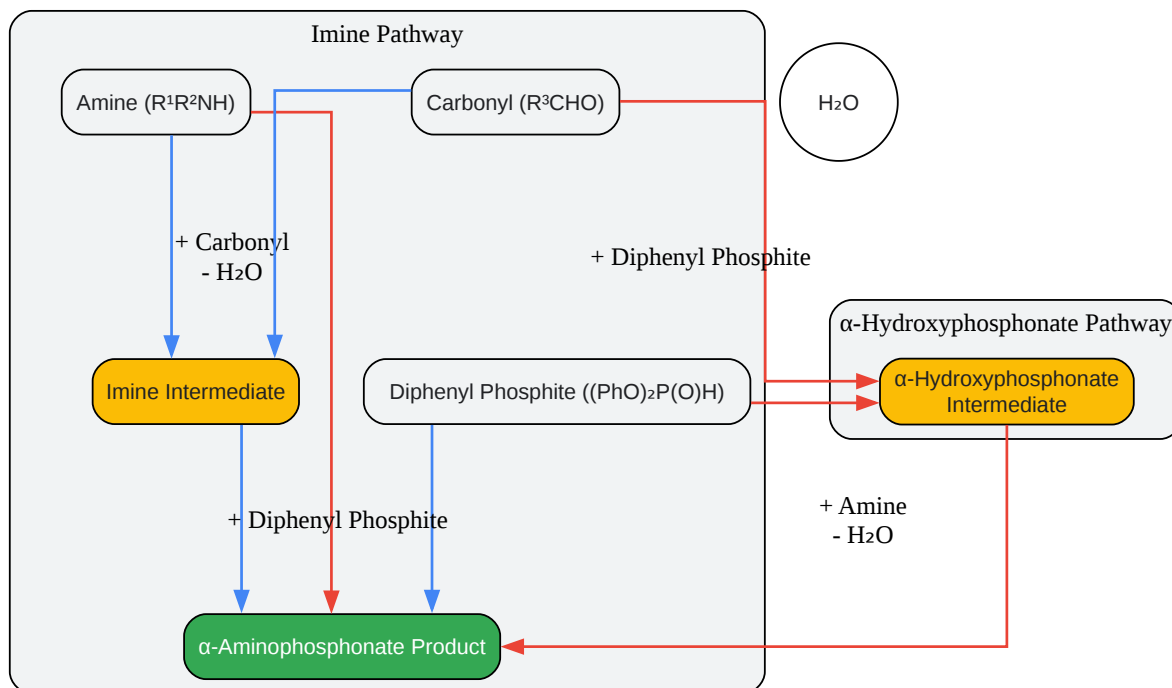 Imine Pathway
Amine (R¹R²NH)
Carbonyl (R³CHO)
H₂O
+ Carbonyl
- H₂O
+ Diphenyl Phosphite
α-Hydroxyphosphonate Pathway
Imine Intermediate
Diphenyl Phosphite ((PhO)₂P(O)H)
α-Hydroxyphosphonate
Intermediate
+ Diphenyl Phosphite
+ Amine
- H₂O
α-Aminophosphonate Product